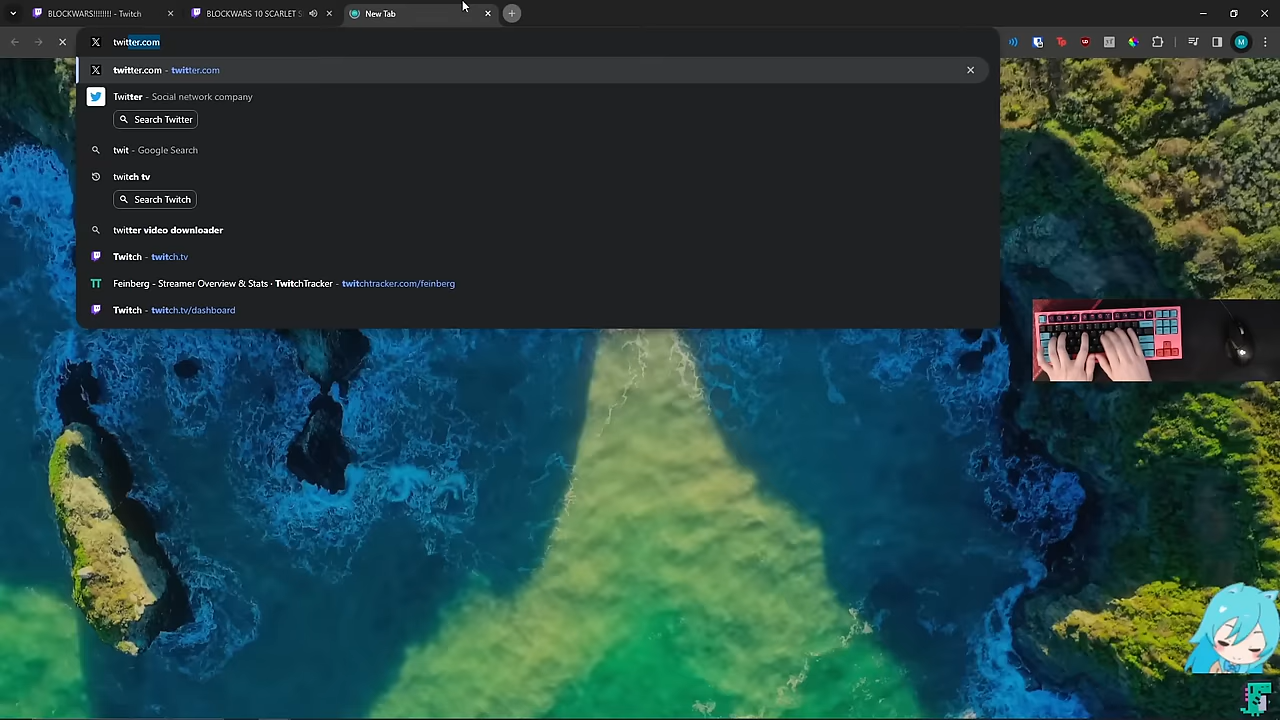 BLOCKWARS!!!!!!!! - Twitch
BLOCKWARS 10 SCARLET S
New Tab
twitter.com
twitter.com - twitter.com
Twitter - Social network company
Search Twitter
twit - Google Search
twitch tv
Search Twitch
twitter video downloader
Twitch - twitch.tv
TT Feinberg - Streamer Overview & Stats · TwitchTracker - twitchtracker.com/feinberg
Twitch - twitch.tv/dashboard
M